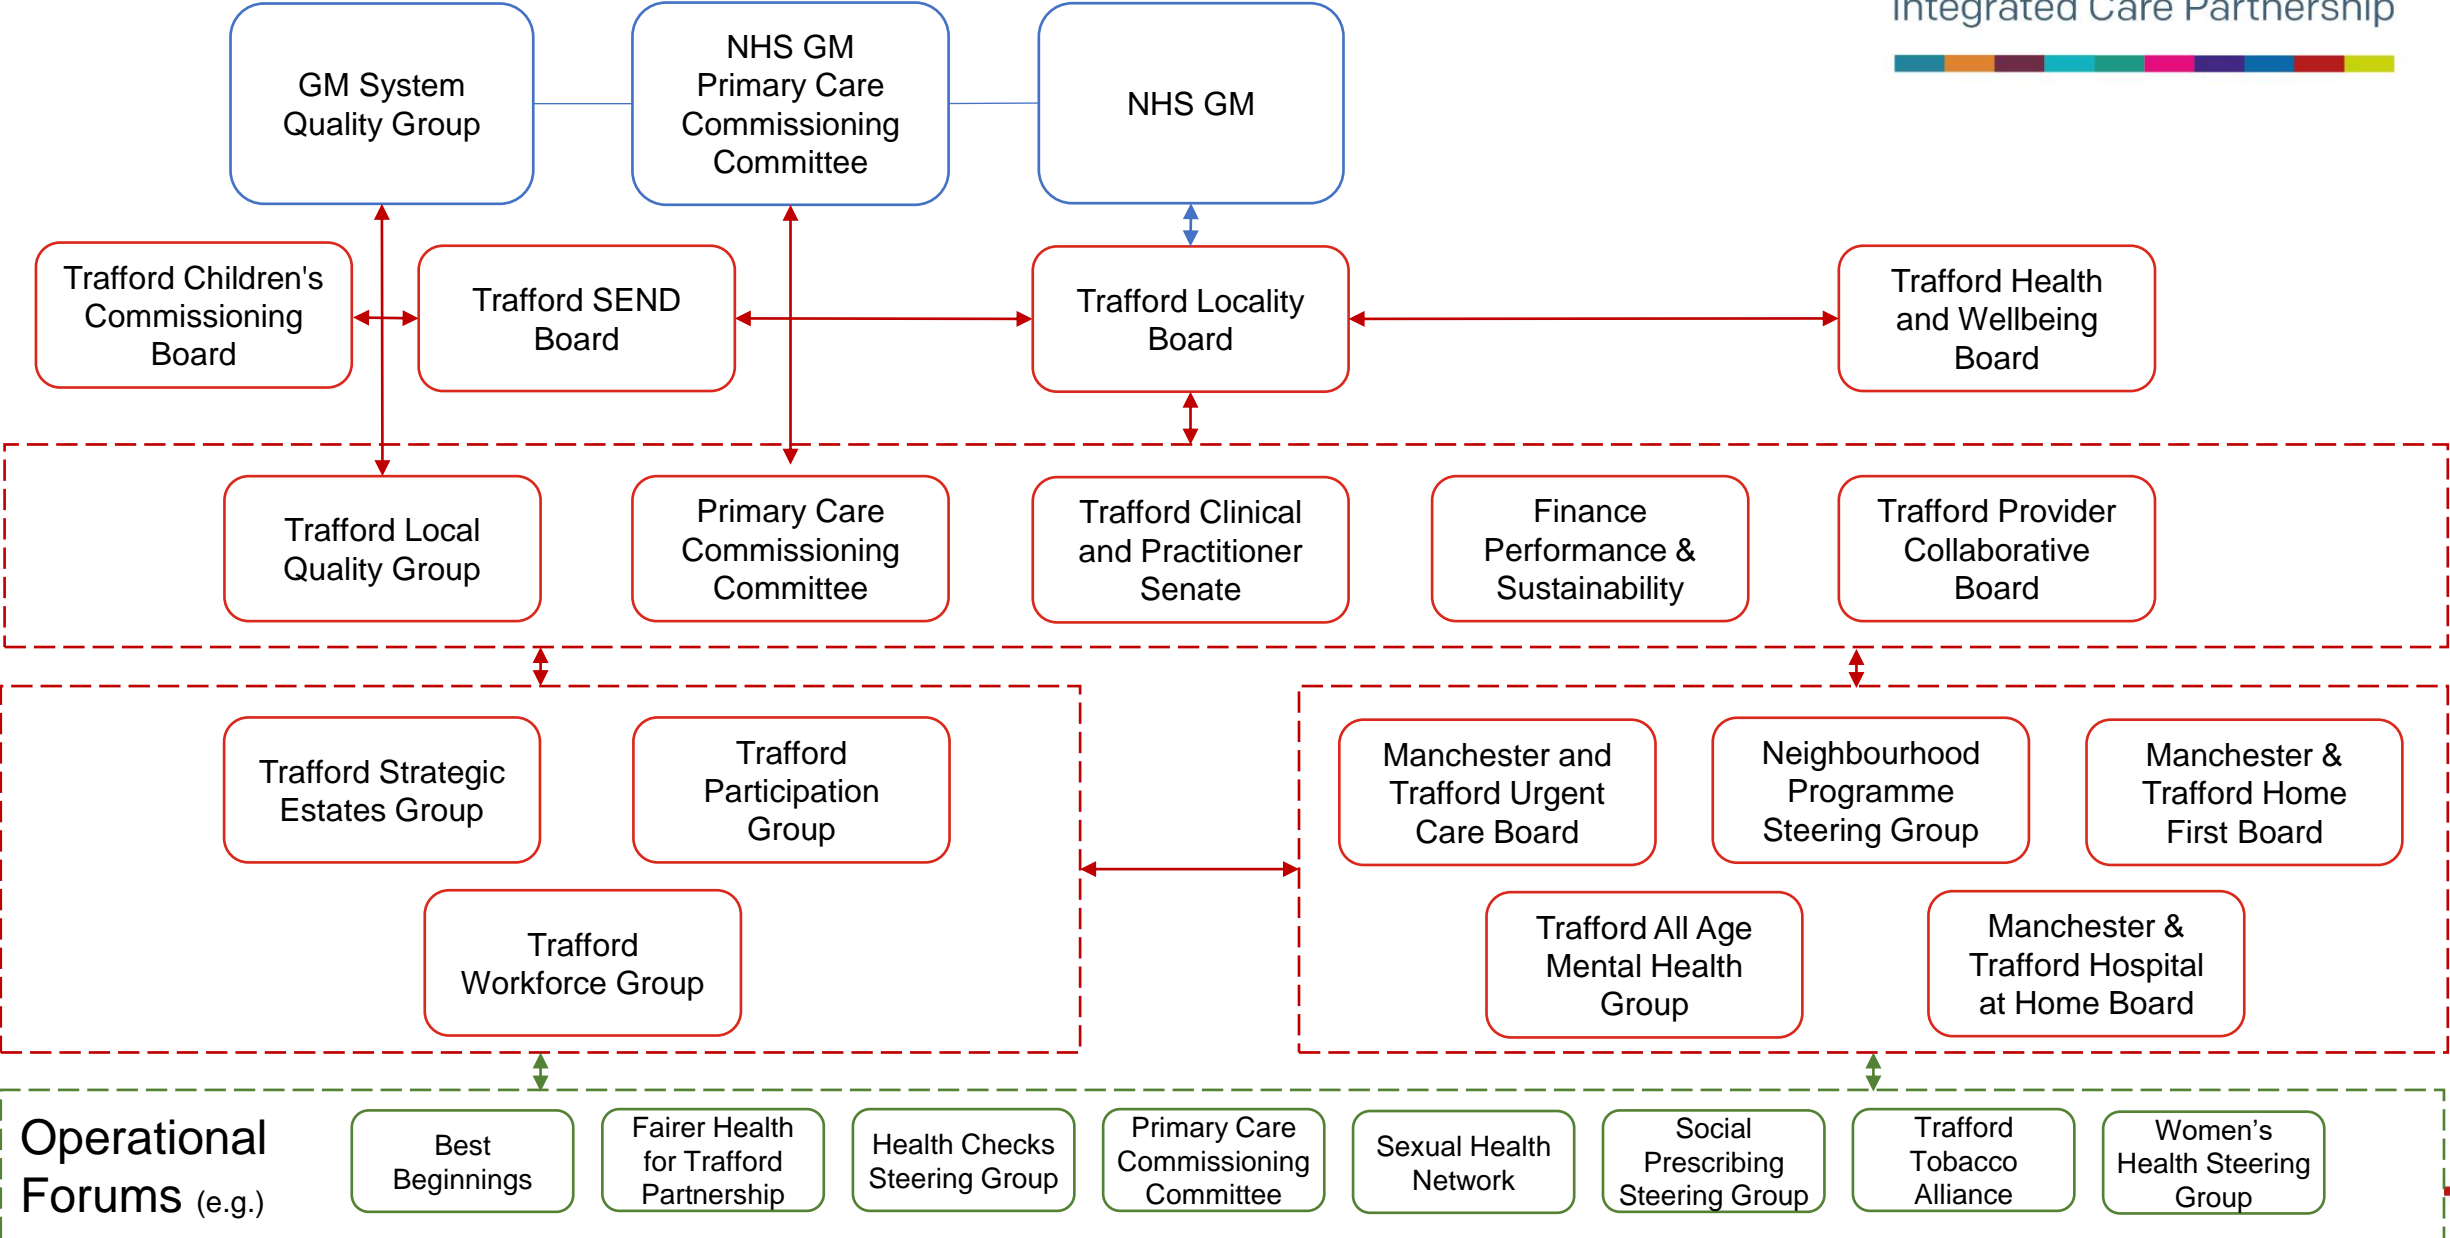 Integrated Care Partnership
GM System
Quality Group
NHS GM
Primary Care
Commissioning
Committee
NHS GM
Trafford Children's
Commissioning
Board
Trafford SEND
Board
Trafford Locality
Board
Trafford Health
and Wellbeing
Board
Trafford Local
Quality Group
Primary Care
Commissioning
Committee
Trafford Clinical
and Practitioner
Senate
Finance
Performance &
Sustainability
Trafford Provider
Collaborative
Board
Trafford Strategic
Estates Group
Trafford
Participation
Group
Trafford
Workforce Group
Manchester and
Trafford Urgent
Care Board
Neighbourhood
Programme
Steering Group
Manchester &
Trafford Home
First Board
Trafford All Age
Mental Health
Group
Manchester &
Trafford Hospital
at Home Board
Operational
Forums (e.g.)
Best
Beginnings
Fairer Health
for Trafford
Partnership
Health Checks
Steering Group
Primary Care
Commissioning
Committee
Sexual Health
Network
Social
Prescribing
Steering Group
Trafford
Tobacco
Alliance
Women’s
Health Steering
Group